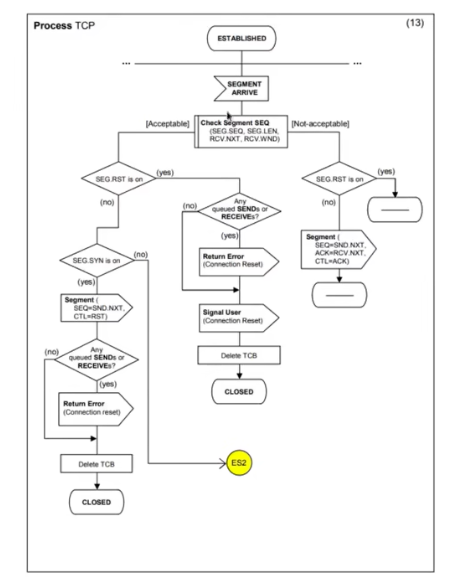 Process TCP
(13)
ESTABLISHED
...
...
SEGMENT
ARRIVE
[Acceptable]
Check Segment SEQ
(SEG.SEQ, SEG.LEN,
RCV.NXT, RCV.WND)
[Not-acceptable]
SEG.RST is on
(yes)
(no)
SEG.RST is on
(yes)
(no)
(no)
Any
queued SENDs or
RECEIVEs?
(yes)
Segment (
SEQ=SND.NXT,
ACK=RCV.NXT,
CTL=ACK)
SEG.SYN is on
(no)
(yes)
Return Error
(Connection Reset)
Segment (
SEQ=SND.NXT,
CTL=RST)
Signal User
(Connection Reset)
(no)
Any
queued SENDs or
RECEIVEs?
(yes)
Delete TCB
CLOSED
Return Error
(Connection reset)
Delete TCB
ES2
CLOSED